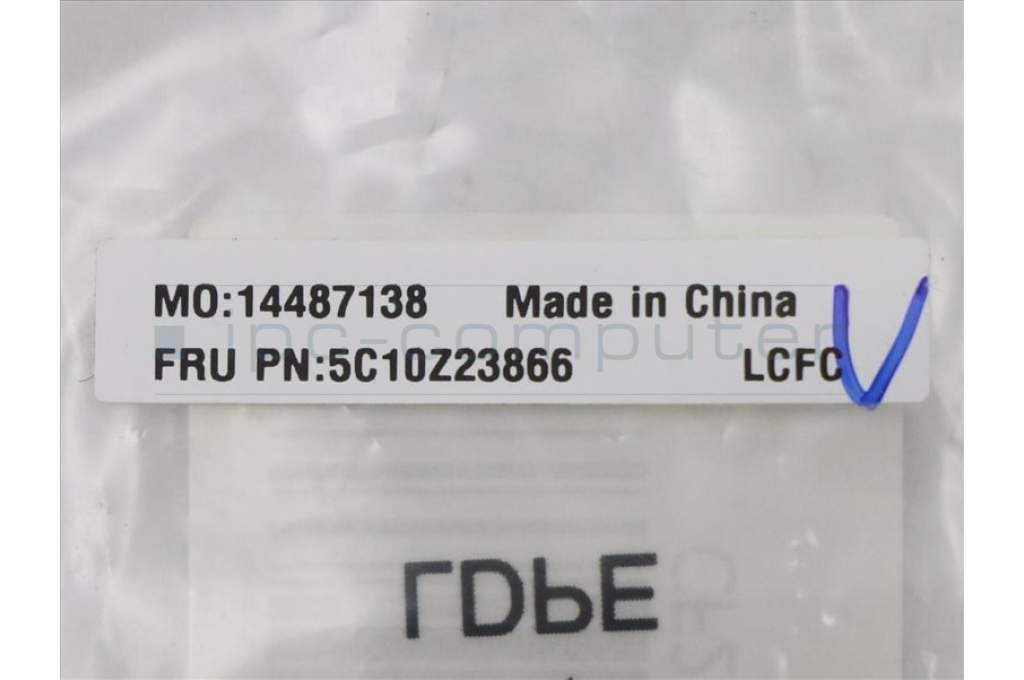 MO:14487138 Made in China
ipc-computer
FRU PN:5C10Z23866 LCFC